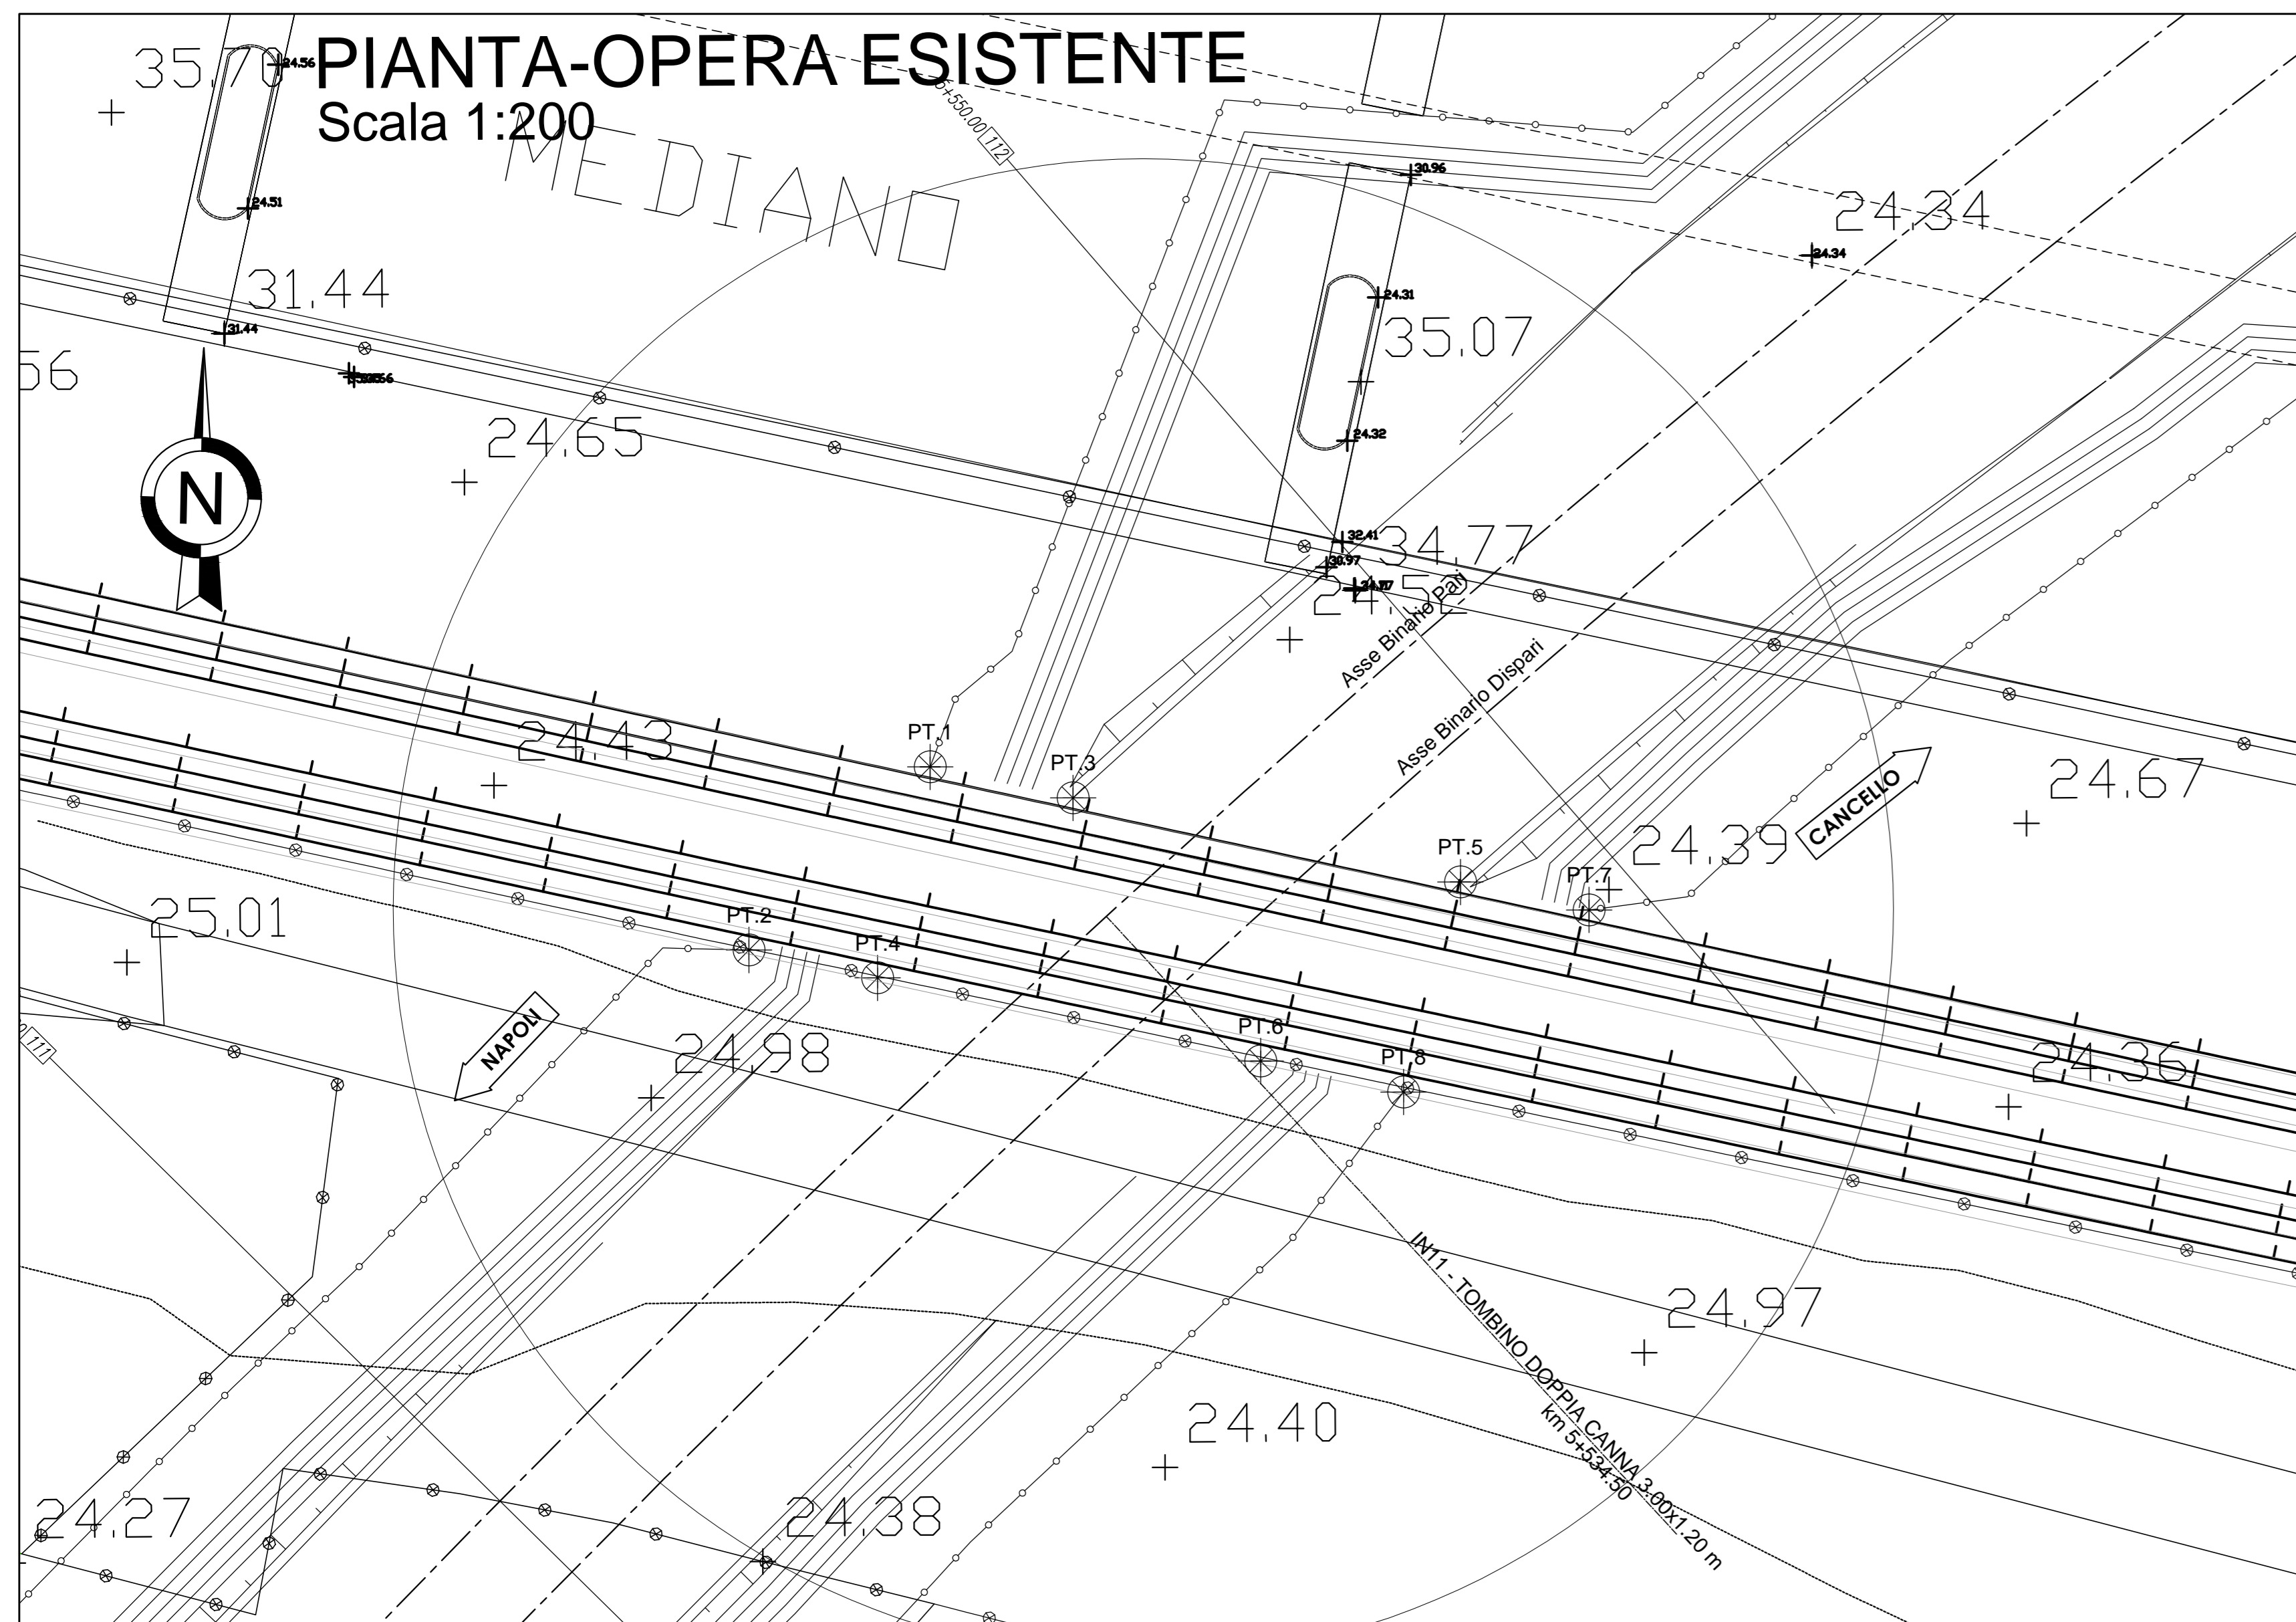 PIANTA-OPERA ESISTENTE
Scala 1:200
35,70
24.56
24.51
MEDIANO
5+550.00
112
30.96
24,34
24.34
31,44
31.44
24.31
35,07
56
24,65
24.32
N
32.41
34,77
30.97
24,52
Asse Binario Pari
Asse Binario Dispari
24,43
PT.1
PT.3
PT.5
PT.7
24,39
CANCELLO
24,67
25,01
PT.2
PT.4
PT.6
PT.8
NAPOLI
24,98
24,36
111
24,97
IN11 - TOMBINO DOPPIA CANNA 3.00x1.20 m
km 5+534.50
24,40
24,27
24,38